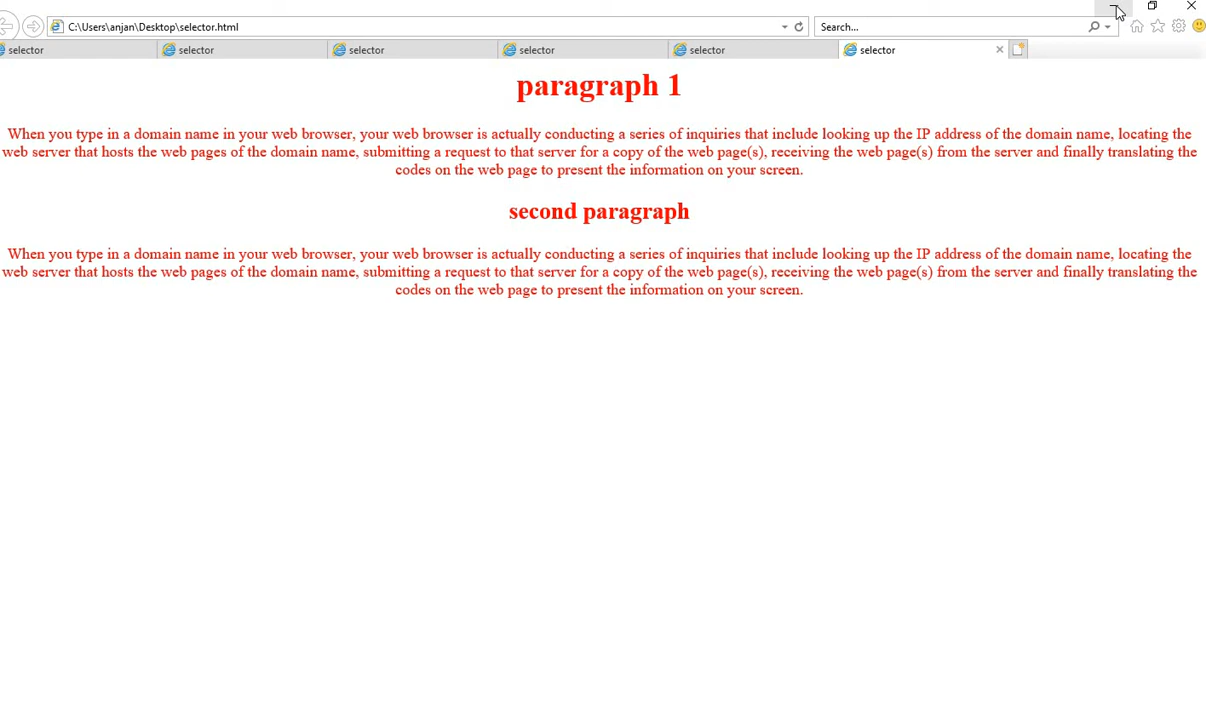 C:\Users\anjan\Desktop\selector.html
Search...
selector
selector
selector
selector
selector
selector
paragraph 1
When you type in a domain name in your web browser, your web browser is actually conducting a series of inquiries that include looking up the IP address of the domain name, locating the
web server that hosts the web pages of the domain name, submitting a request to that server for a copy of the web page(s), receiving the web page(s) from the server and finally translating the
codes on the web page to present the information on your screen.
second paragraph
When you type in a domain name in your web browser, your web browser is actually conducting a series of inquiries that include looking up the IP address of the domain name, locating the
web server that hosts the web pages of the domain name, submitting a request to that server for a copy of the web page(s), receiving the web page(s) from the server and finally translating the
codes on the web page to present the information on your screen.